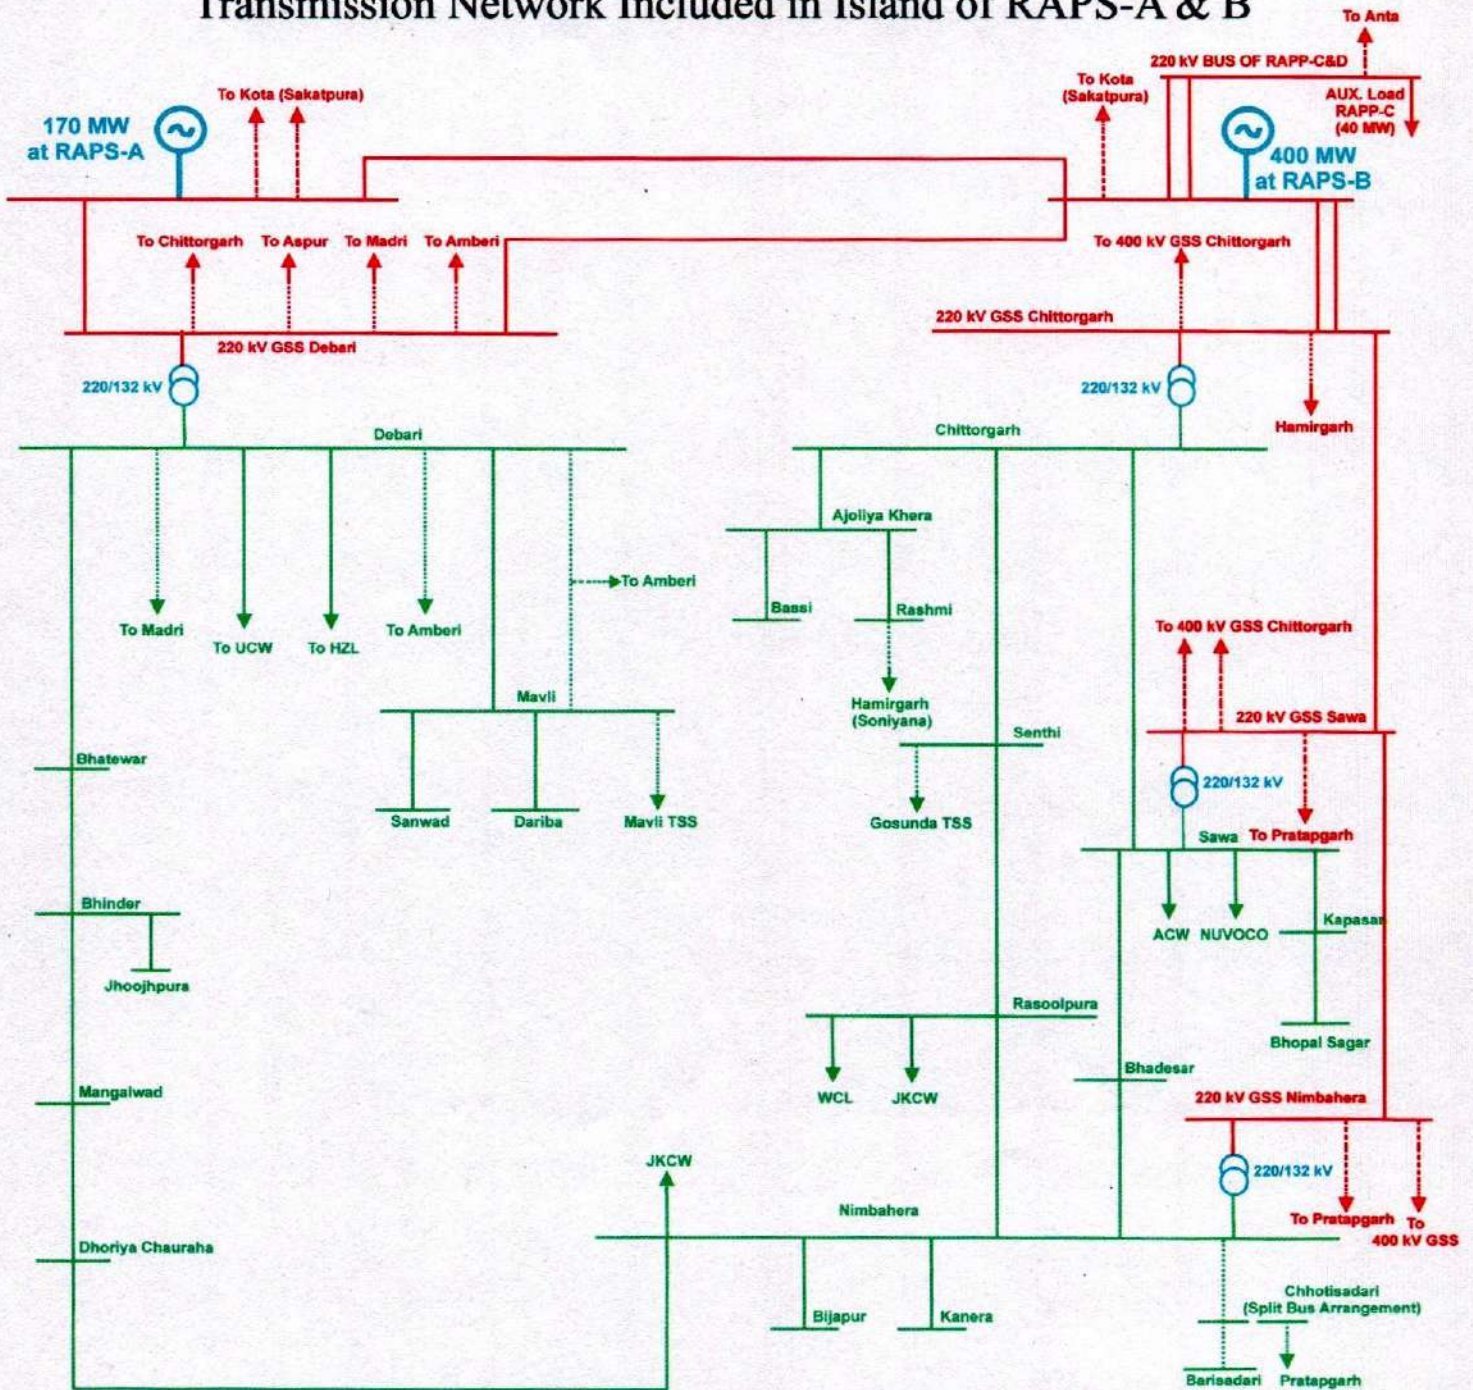 Transmission Network Included in Island of RAPS-A & B
To Anta
220 kV BUS OF RAPP-C&D
To Kota (Sakatpura)
To Kota
(Sakatpura)
AUX. Load
RAPP-C
(40 MW)
170 MW
at RAPS-A
400 MW
at RAPS-B
To Chittorgarh
To Aspur
To Madri
To Amberi
To 400 kV GSS Chittorgarh
220 kV GSS Chittorgarh
220 kV GSS Debari
220/132 kV
220/132 kV
Hamirgarh
Debari
Chittorgarh
Ajoliya Khera
To Amberi
Bassi
Rashmi
To Madri
To UCW
To HZL
To Amberi
To 400 kV GSS Chittorgarh
Mavli
Hamirgarh
(Soniyana)
220 kV GSS Sawa
Senthi
Bhatewar
220/132 kV
Sanwad
Dariba
Mavli TSS
Gosunda TSS
Sawa
To Pratapgarh
Bhinder
Kapasan
ACW
NUVOCO
Jhoojhpura
Rasoolpura
Bhopal Sagar
Bhadesar
Mangalwad
WCL
JKCW
220 kV GSS Nimbahera
JKCW
220/132 kV
Nimbahera
To Pratapgarh
To
400 kV GSS
Dhoriya Chauraha
Chhotisadari
(Split Bus Arrangement)
Bijapur
Kanera
Barisadari
Pratapgarh